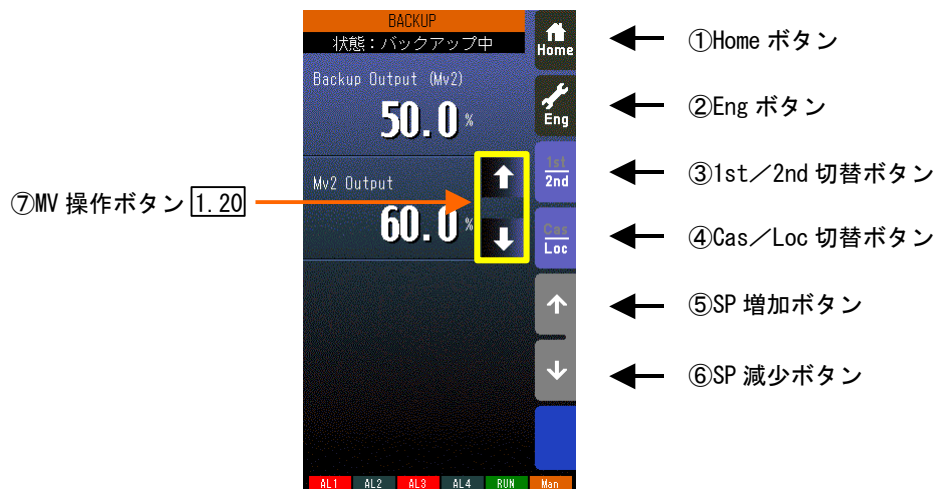 BACKUP
状態：バックアップ中
Home
Backup Output (Mv2)
50.0 %
Eng
Mv2 Output
60.0 %
1st
2nd
Cas
Loc
AL1 AL2 AL3 AL4 RUN Man
①Home ボタン
②Eng ボタン
③1st／2nd 切替ボタン
④Cas／Loc 切替ボタン
⑤SP 増加ボタン
⑥SP 減少ボタン
⑦MV 操作ボタン 1.20